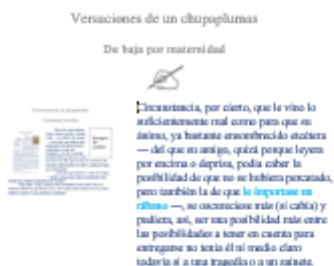 Versaciones de un chupaplumas
De baja por maternidad
Circunstancia, por cierto, que le vino lo
suficientemente mal como para que su
ánimo, ya bastante ensombrecido etcétera
— del que su amigo, quizá porque leyera
por encima o deprisa, podía caber la
posibilidad de que no se hubiera percatado,
pero también la de que le importase un
rábano —, se oscureciese más (si cabía) y
pudiera, así, ser una posibilidad más entre
las posibilidades a tener en cuenta para
entregarse no tenía él ni medio claro
todavía si a una tragedia o a un sainete.